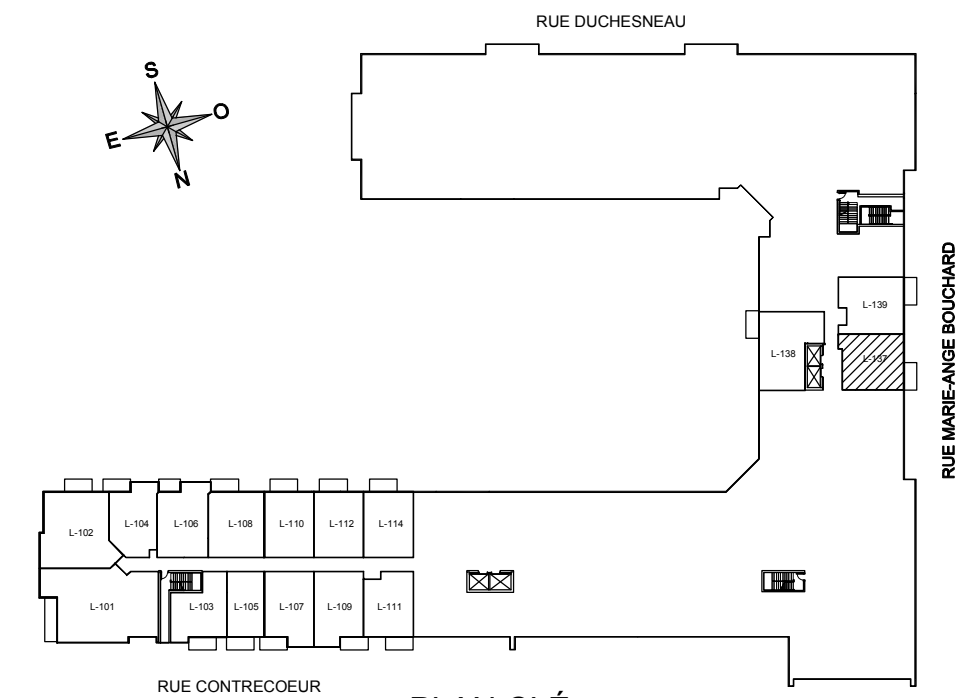 RUE DUCHESNEAU
S
O
E
N
RUE MARIE-ANGE BOUCHARD
L-139
L-138
L-137
L-102
L-104
L-106
L-108
L-110
L-112
L-114
L-101
L-103
L-105
L-107
L-109
L-111
RUE CONTRECOEUR